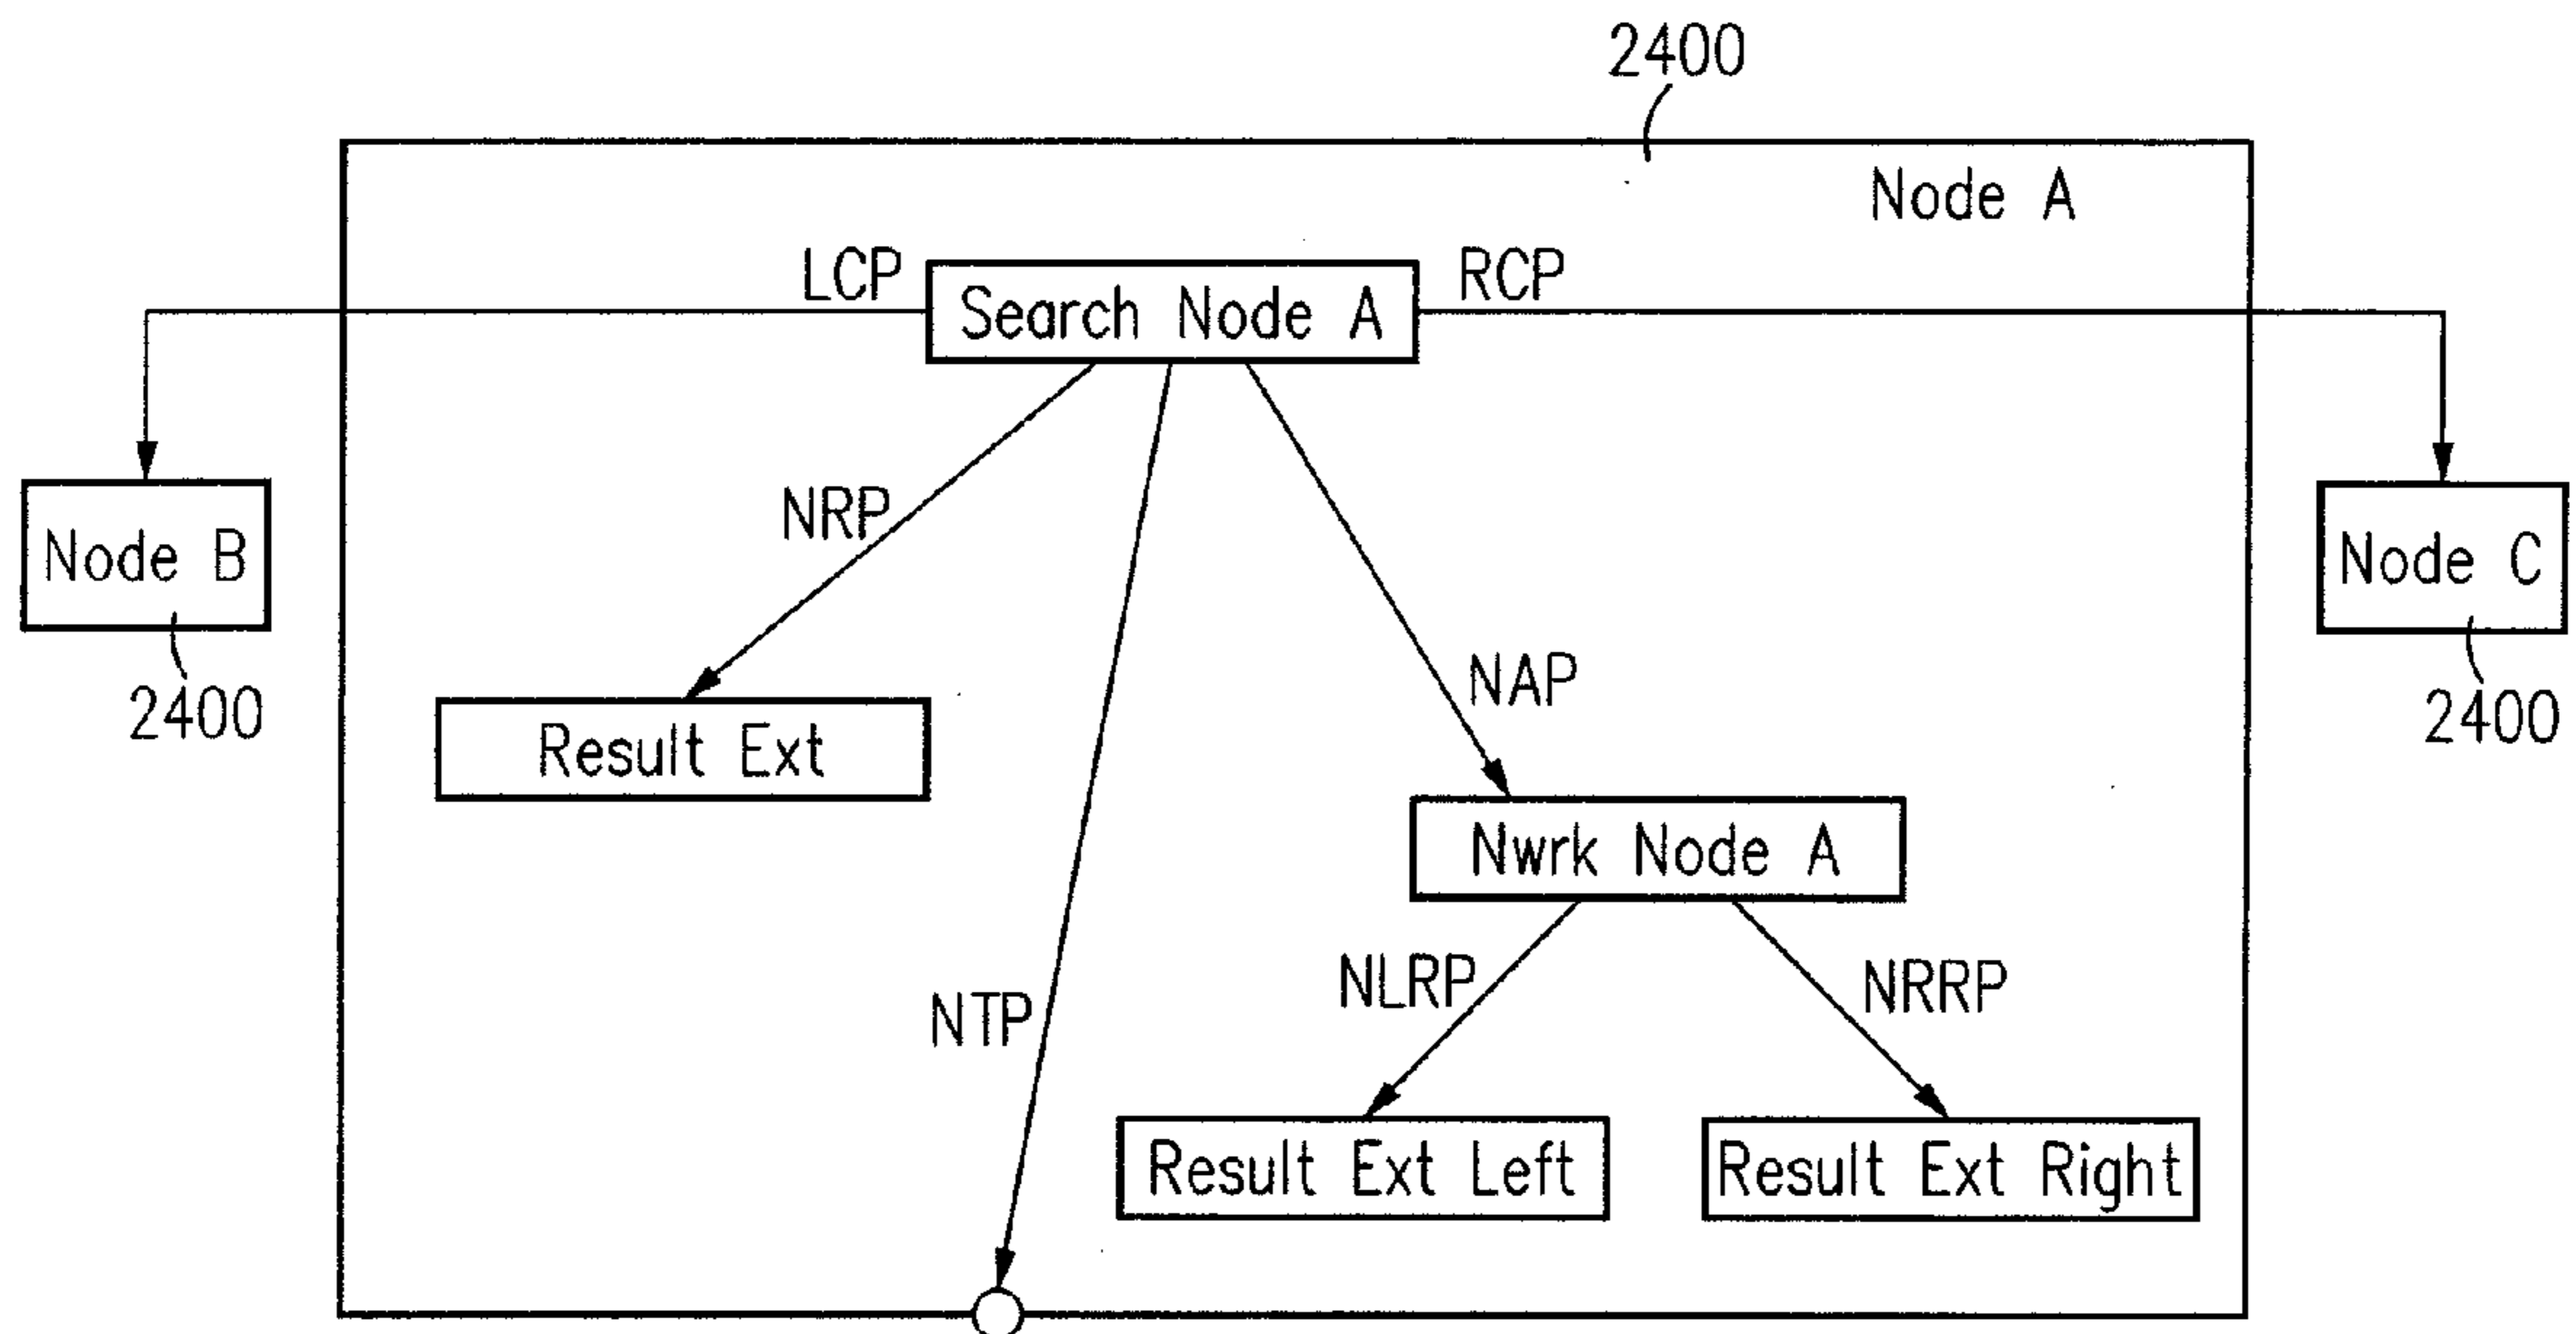 2400
Node A
LCP
Search Node A
RCP
NRP
Node B
Node C
NAP
2400
2400
Result Ext
Nwrk Node A
NLRP
NRRP
NTP
Result Ext Left
Result Ext Right